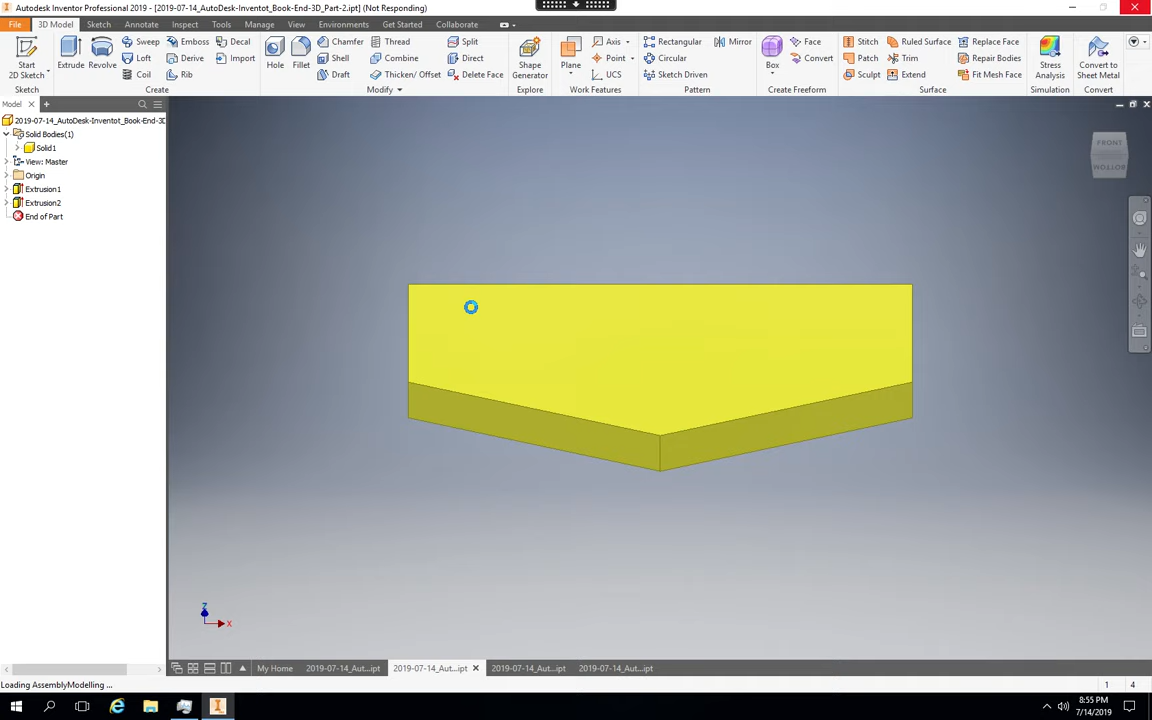 Autodesk Inventor Professional 2019 - [2019-07-14_AutoDesk-Inventot_Book-End-3D_Part-2.ipt] (Not Responding)
File 3D Model Sketch Annotate Inspect Tools Manage View Environments Get Started Collaborate
Start 2D Sketch
Extrude
Revolve
Sweep Emboss Decal
Loft Derive Import
Coil Rib
Hole
Fillet
Chamfer Thread Split
Shell Combine Direct
Draft Thicken/ Offset Delete Face
Shape Generator
Plane
Axis
Point
UCS
Rectangular Mirror
Circular
Sketch Driven
Box
Face
Convert
Stitch Ruled Surface Replace Face
Patch Trim Repair Bodies
Sculpt Extend Fit Mesh Face
Stress Analysis
Convert to Sheet Metal
Sketch Create Modify Explore Work Features Pattern Create Freeform Surface Simulation Convert
Model
2019-07-14_AutoDesk-Inventot_Book-End-3D
Solid Bodies(1)
Solid1
View: Master
Origin
Extrusion1
Extrusion2
End of Part
FRONT
BOTTOM
Z
X
My Home 2019-07-14_Aut...ipt 2019-07-14_Aut...ipt 2019-07-14_Aut...ipt 2019-07-14_Aut...ipt
Loading AssemblyModelling ... 1 4
8:55 PM
7/14/2019